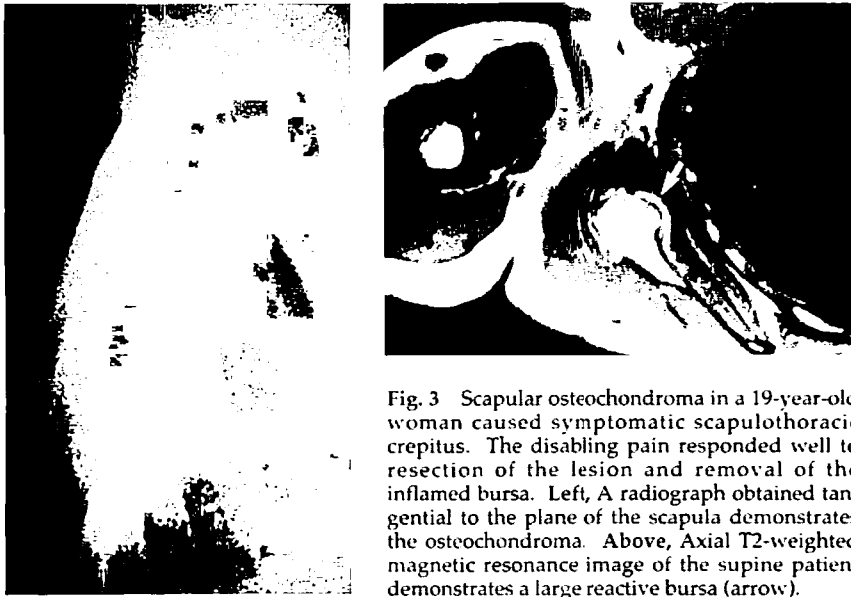 Fig. 3 Scapular osteochondroma in a 19-year-old
woman caused symptomatic scapulothoracic
crepitus. The disabling pain responded well to
resection of the lesion and removal of the
inflamed bursa. Left, A radiograph obtained tan-
gential to the plane of the scapula demonstrates
the osteochondroma. Above, Axial T2-weighted
magnetic resonance image of the supine patient
demonstrates a large reactive bursa (arrow).